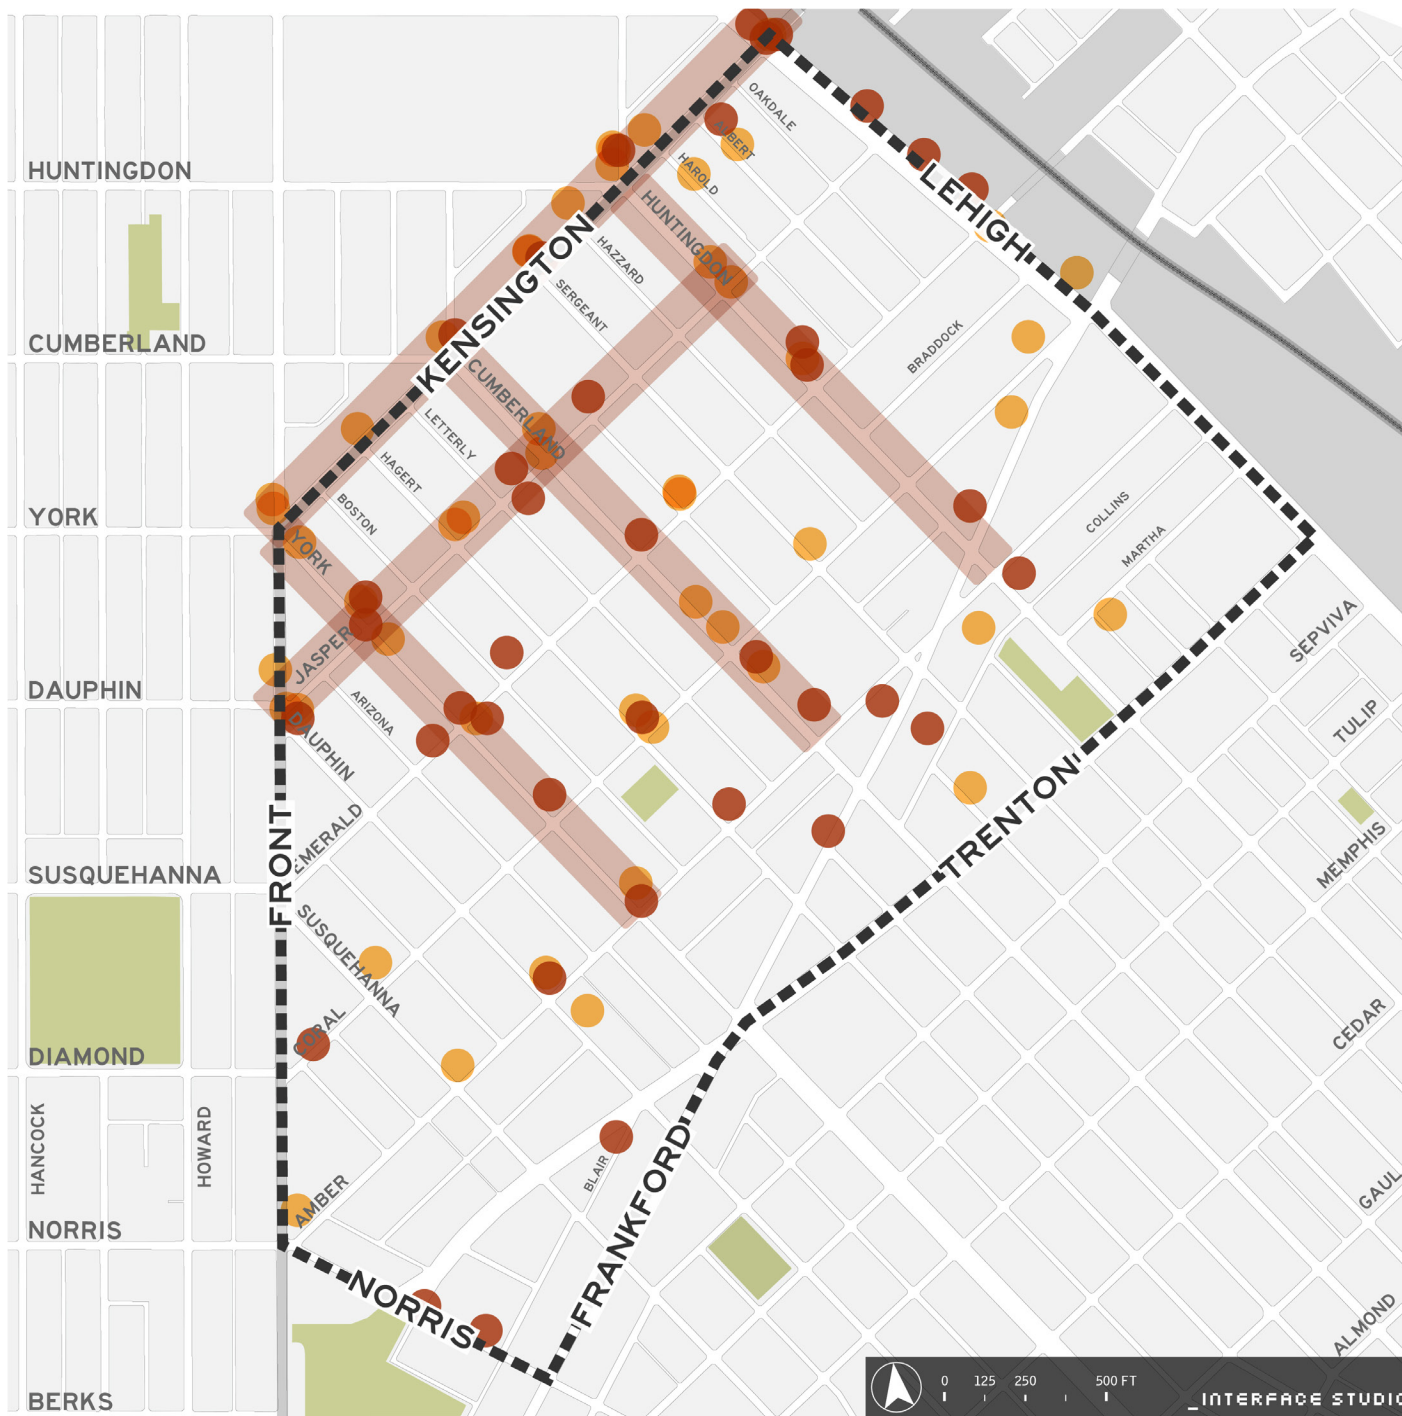 OAKDALE
ALBERT
HAROLD
HUNTINGDON
HUNTINGDON
LEHIGH
HAZZARD
KENSINGTON
SERGEANT
CUMBERLAND
BRADDOCK
CUMBERLAND
LETTERLY
HAGERT
BOSTON
YORK
YORK
COLLINS
MARTHA
SEPVIVA
JASPER
DAUPHIN
ARIZONA
DAUPHIN
TULIP
TRENTON
EMERALD
FRONT
MEMPHIS
SUSQUEHANNA
SUSQUEHANNA
CORAL
CEDAR
DIAMOND
HANCOCK
HOWARD
BLAIR
FRANKFORD
AMBER
GAUL
NORRIS
NORRIS
ALMOND
BERKS
0 125 250 500 FT
_INTERFACE STUDIO